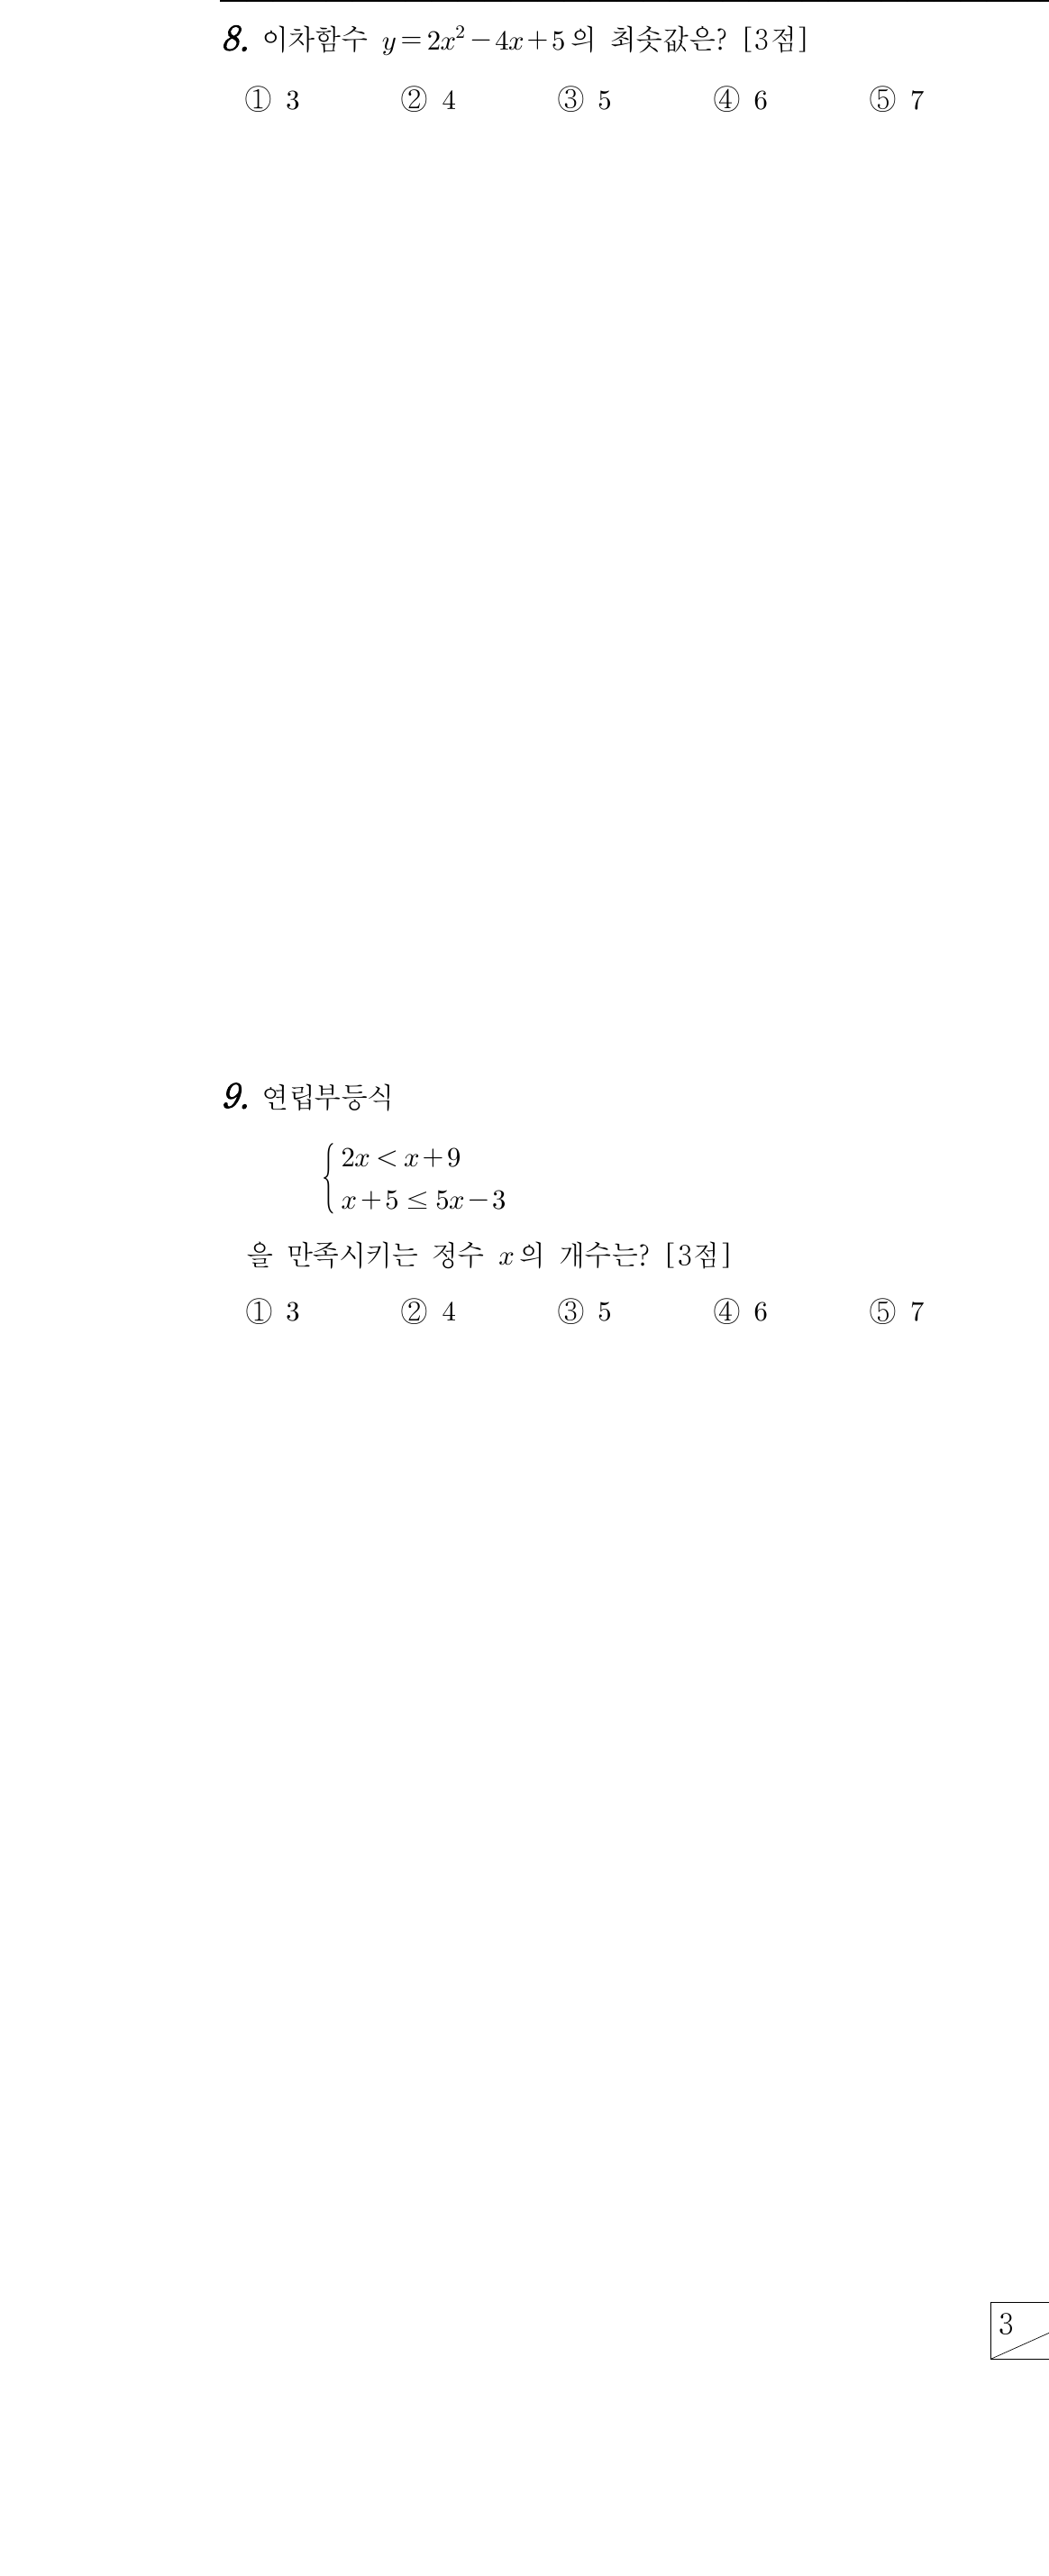 8. 이차함수 y=2x²-4x+5의 최솟값은? [3점]
① 3 ② 4 ③ 5 ④ 6 ⑤ 7
9. 연립부등식
2x < x+9
x+5 ≤ 5x-3
을 만족시키는 정수 x의 개수는? [3점]
① 3 ② 4 ③ 5 ④ 6 ⑤ 7
3